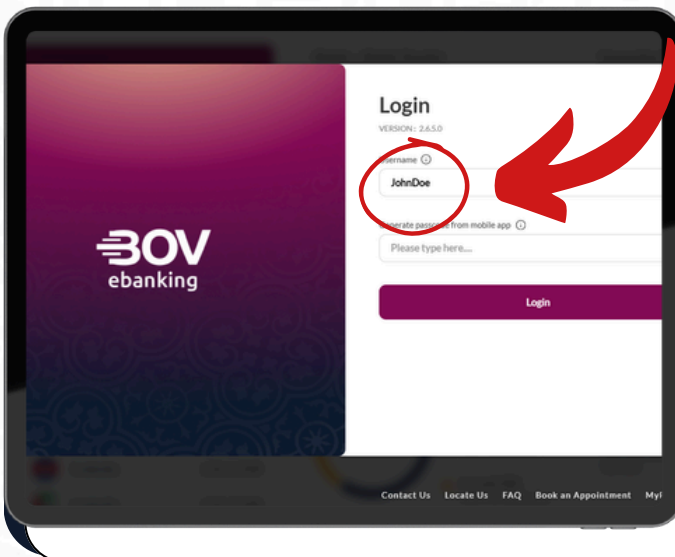 BOV
ebanking
Login
VERSION: 2.6.5.0
Username
JohnDoe
Generate passcode from mobile app
Please type here....
Login
Contact Us Locate Us FAQ Book an Appointment